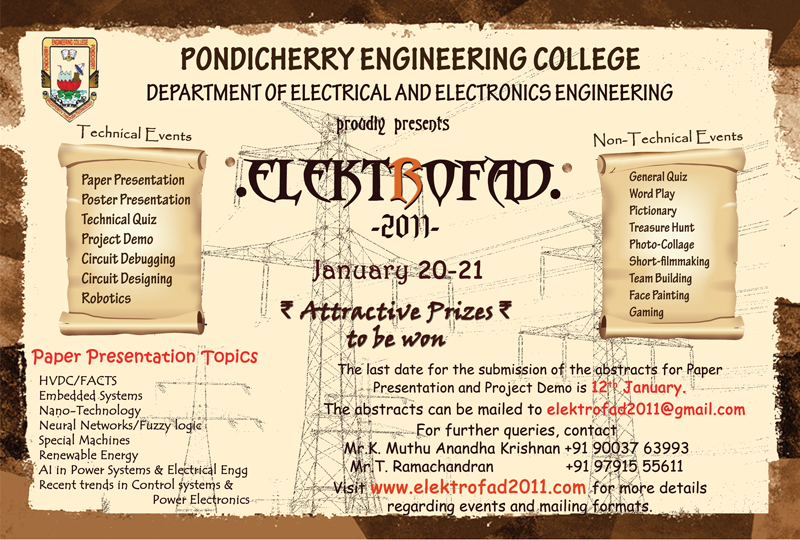 ENGINEERING COLLEGE
PONDICHERRY ENGINEERING COLLEGE
DEPARTMENT OF ELECTRICAL AND ELECTRONICS ENGINEERING
proudly presents
.ELEKTROFAD.
-2011-
January 20-21
₹ Attractive Prizes ₹
to be won
Technical Events
Paper Presentation
Poster Presentation
Technical Quiz
Project Demo
Circuit Debugging
Circuit Designing
Robotics
Non-Technical Events
General Quiz
Word Play
Pictionary
Treasure Hunt
Photo-Collage
Short-filmmaking
Team Building
Face Painting
Gaming
Paper Presentation Topics
HVDC/FACTS
Embedded Systems
Nano-Technology
Neural Networks/Fuzzy logic
Special Machines
Renewable Energy
AI in Power Systems & Electrical Engg
Recent trends in Control systems &
Power Electronics
The last date for the submission of the abstracts for Paper
Presentation and Project Demo is 12th January.
The abstracts can be mailed to elektrofad2011@gmail.com
For further queries, contact
Mr.K. Muthu Anandha Krishnan +91 90037 63993
Mr.T. Ramachandran +91 97915 55611
Visit www.elektrofad2011.com for more details
regarding events and mailing formats.